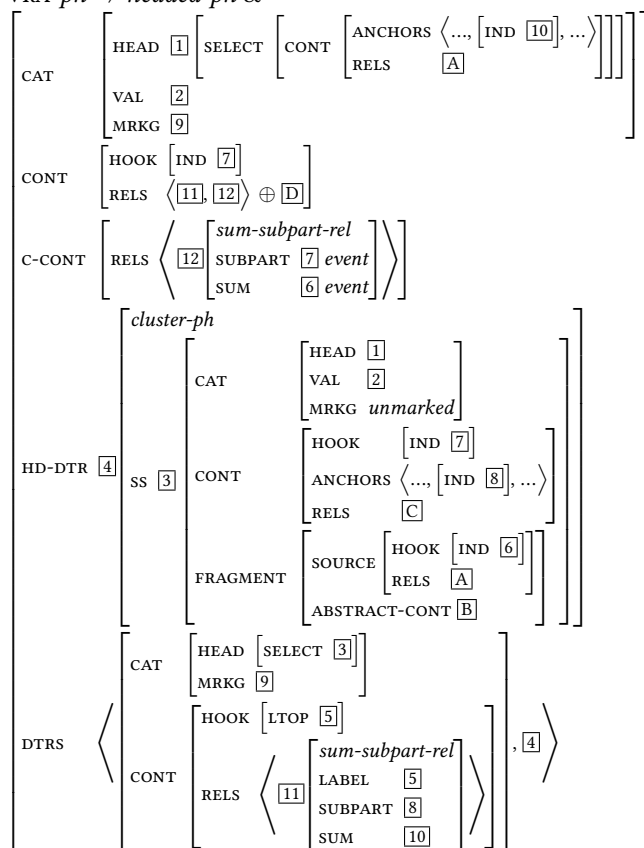 HEAD 1 SELECT CONT ANCHORS ⟨…, [IND 10], …⟩
RELS A
CAT
VAL 2
MRKG 9
HOOK [IND 7]
CONT
RELS ⟨11, 12⟩ ⊕ D
sum-subpart-rel
C-CONT RELS 12 SUBPART 7 event
SUM 6 event
cluster-ph
HEAD 1
CAT VAL 2
MRKG unmarked
HOOK [IND 7]
HD-DTR 4 SS 3 CONT ANCHORS ⟨…, [IND 8], …⟩
RELS C
SOURCE HOOK [IND 6]
FRAGMENT RELS A
ABSTRACT-CONT B
HEAD [SELECT 3]
CAT
MRKG 9
HOOK [LTOP 5]
DTRS , 4
sum-subpart-rel
CONT LABEL 5
RELS 11
SUBPART 8
SUM 10